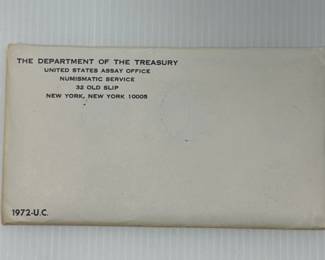 THE DEPARTMENT OF THE TREASURY
UNITED STATES ASSAY OFFICE
NUMISMATIC SERVICE
32 OLD SLIP
NEW YORK, NEW YORK 10005
1972-U.C.